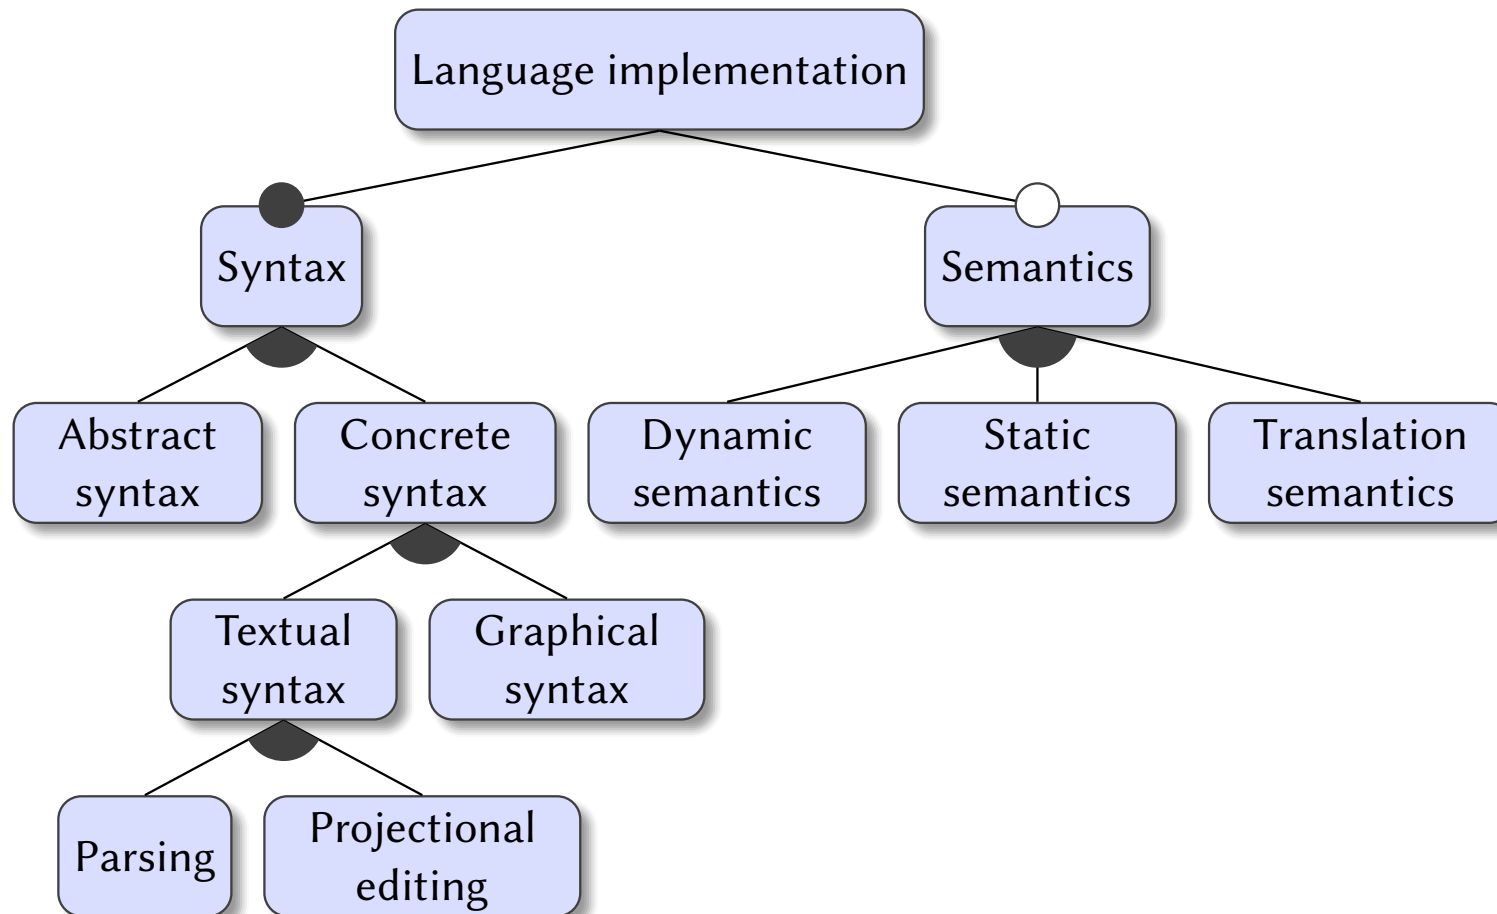 Language implementation
Syntax
Semantics
Abstract
syntax
Concrete
syntax
Dynamic
semantics
Static
semantics
Translation
semantics
Textual
syntax
Graphical
syntax
Parsing
Projectional
editing